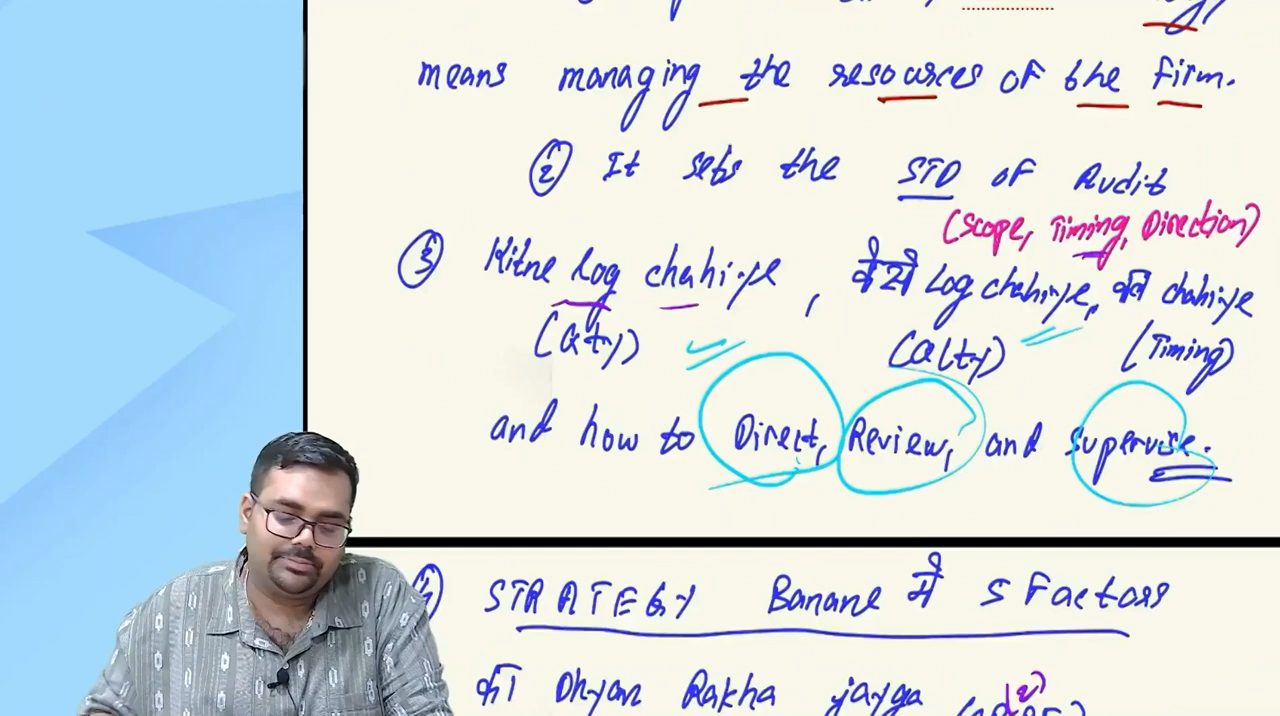 means managing the resources of the firm.
② It sets the STD of Audit
(Scope, Timing, Direction)
③ Kitne log chahiye, कैसे Log chahiye, कब chahiye
(Qty) (Qlty) (Timing)
and how to Direct, Review, and supervise.
④ STRATEGY Banane में 5 Factors
का Dhyan Rakha jayga